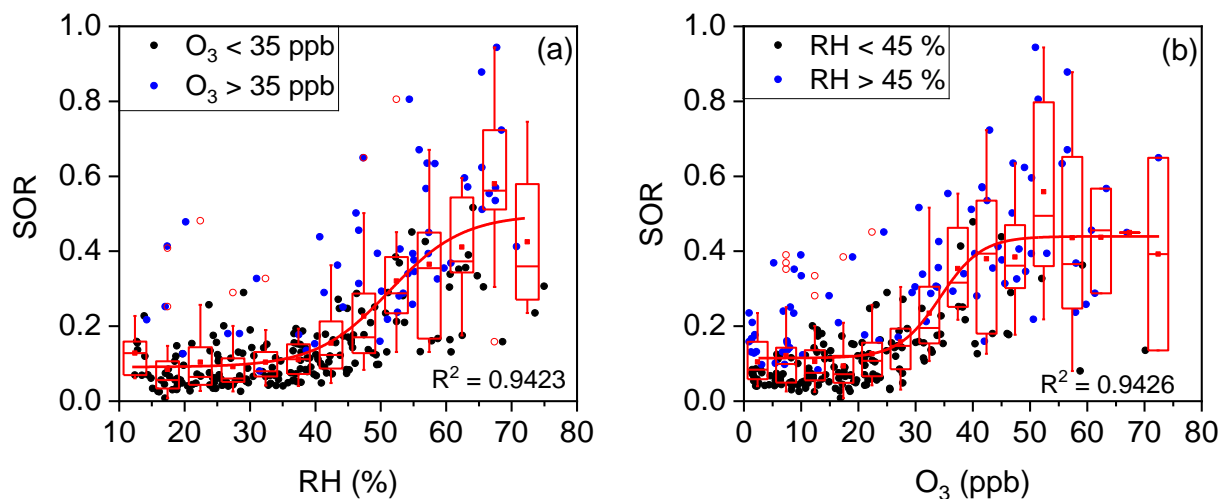 1.0
0.8
0.6
0.4
0.2
0.0
SOR
O₃ < 35 ppb
O₃ > 35 ppb
(a)
R² = 0.9423
10 20 30 40 50 60 70 80
RH (%)
1.0
0.8
0.6
0.4
0.2
0.0
SOR
RH < 45 %
RH > 45 %
(b)
R² = 0.9426
0 10 20 30 40 50 60 70 80
O₃ (ppb)